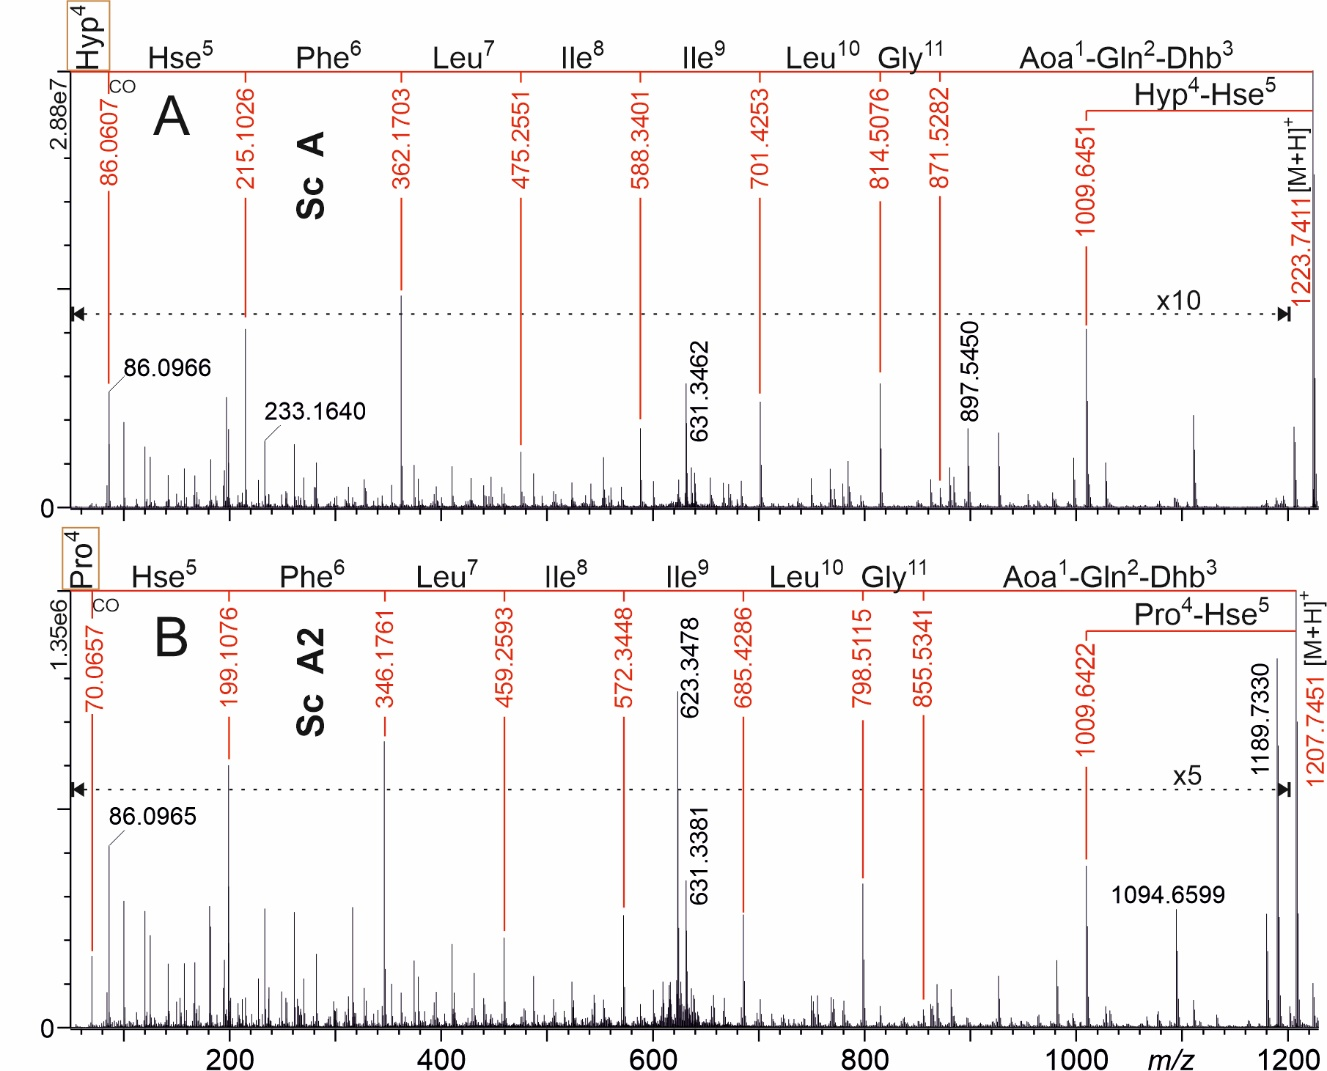 Hyp⁴ Hse⁵ Phe⁶ Leu⁷ Ile⁸ Ile⁹ Leu¹⁰ Gly¹¹ Aoa¹-Gln²-Dhb³
Hyp⁴-Hse⁵
CO
A
Sc A
2.88e7
86.0607
215.1026
362.1703
475.2551
588.3401
701.4253
814.5076
871.5282
1009.6451
1223.7411 [M+H]⁺
x10
86.0966
233.1640
631.3462
897.5450
0
Pro⁴ Hse⁵ Phe⁶ Leu⁷ Ile⁸ Ile⁹ Leu¹⁰ Gly¹¹ Aoa¹-Gln²-Dhb³
Pro⁴-Hse⁵
CO
B
Sc A2
1.35e6
70.0657
199.1076
346.1761
459.2593
572.3448
623.3478
685.4286
798.5115
855.5341
1009.6422
1189.7330
1207.7451 [M+H]⁺
x5
86.0965
631.3381
1094.6599
0
200 400 600 800 1000 m/z 1200